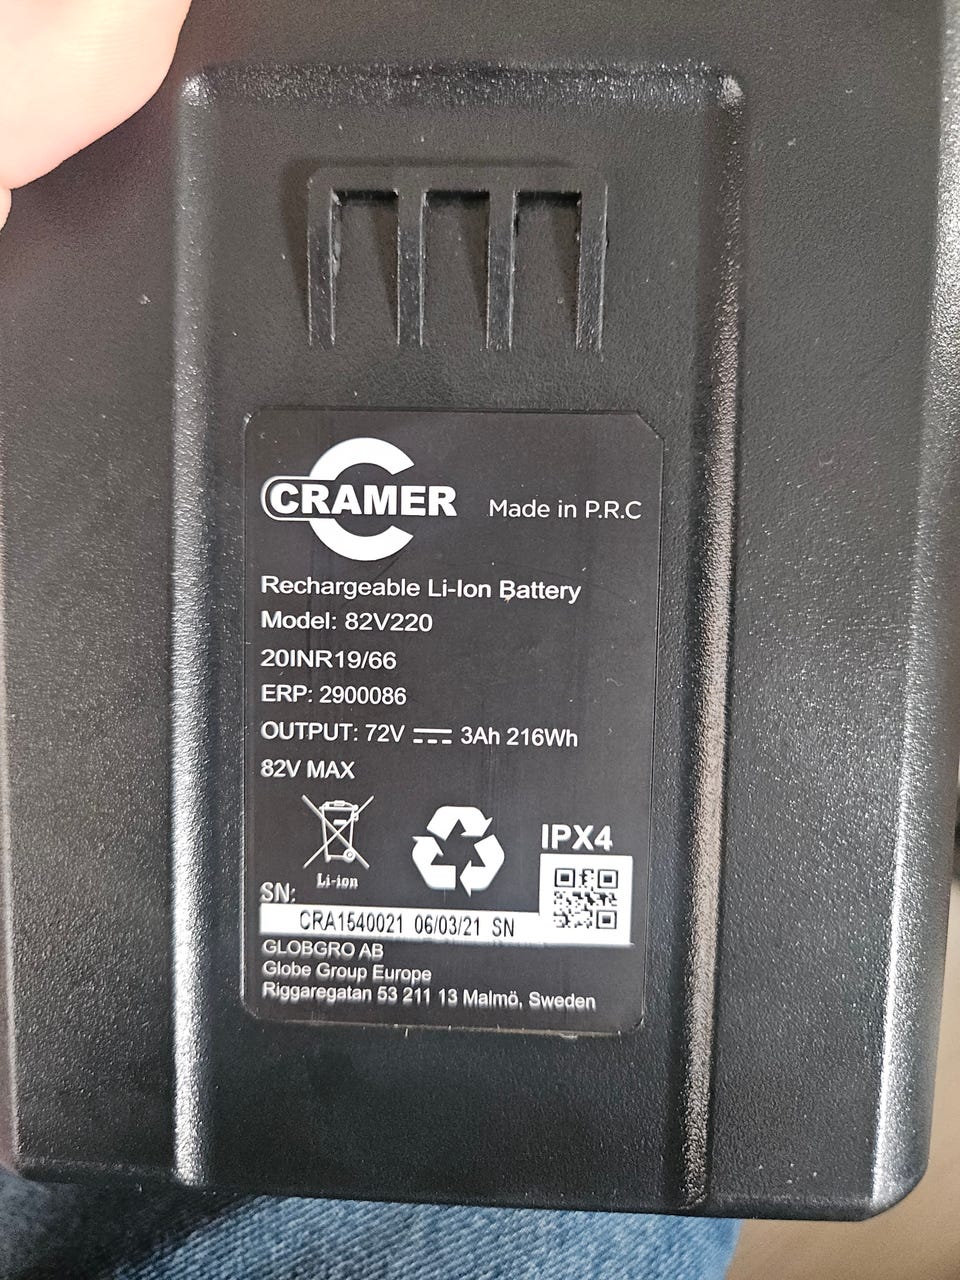 CRAMER Made in P.R.C
Rechargeable Li-Ion Battery
Model: 82V220
20INR19/66
ERP: 2900086
OUTPUT: 72V 3Ah 216Wh
82V MAX
IPX4
Li-ion
SN:
CRA1540021 06/03/21 SN
GLOBGRO AB
Globe Group Europe
Riggaregatan 53 211 13 Malmö, Sweden